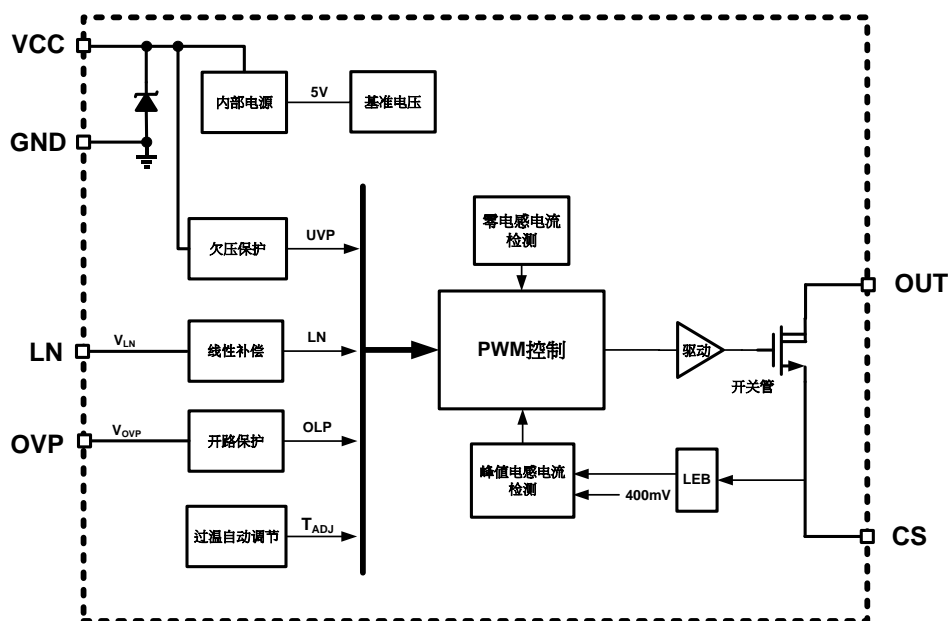 VCC
内部电源
5V
基准电压
GND
欠压保护
UVP
零电感电流
检测
OUT
LN
VLN
线性补偿
LN
PWM控制
驱动
开关管
OVP
VOVP
开路保护
OLP
峰值电感电流
检测
LEB
400mV
过温自动调节
TADJ
CS